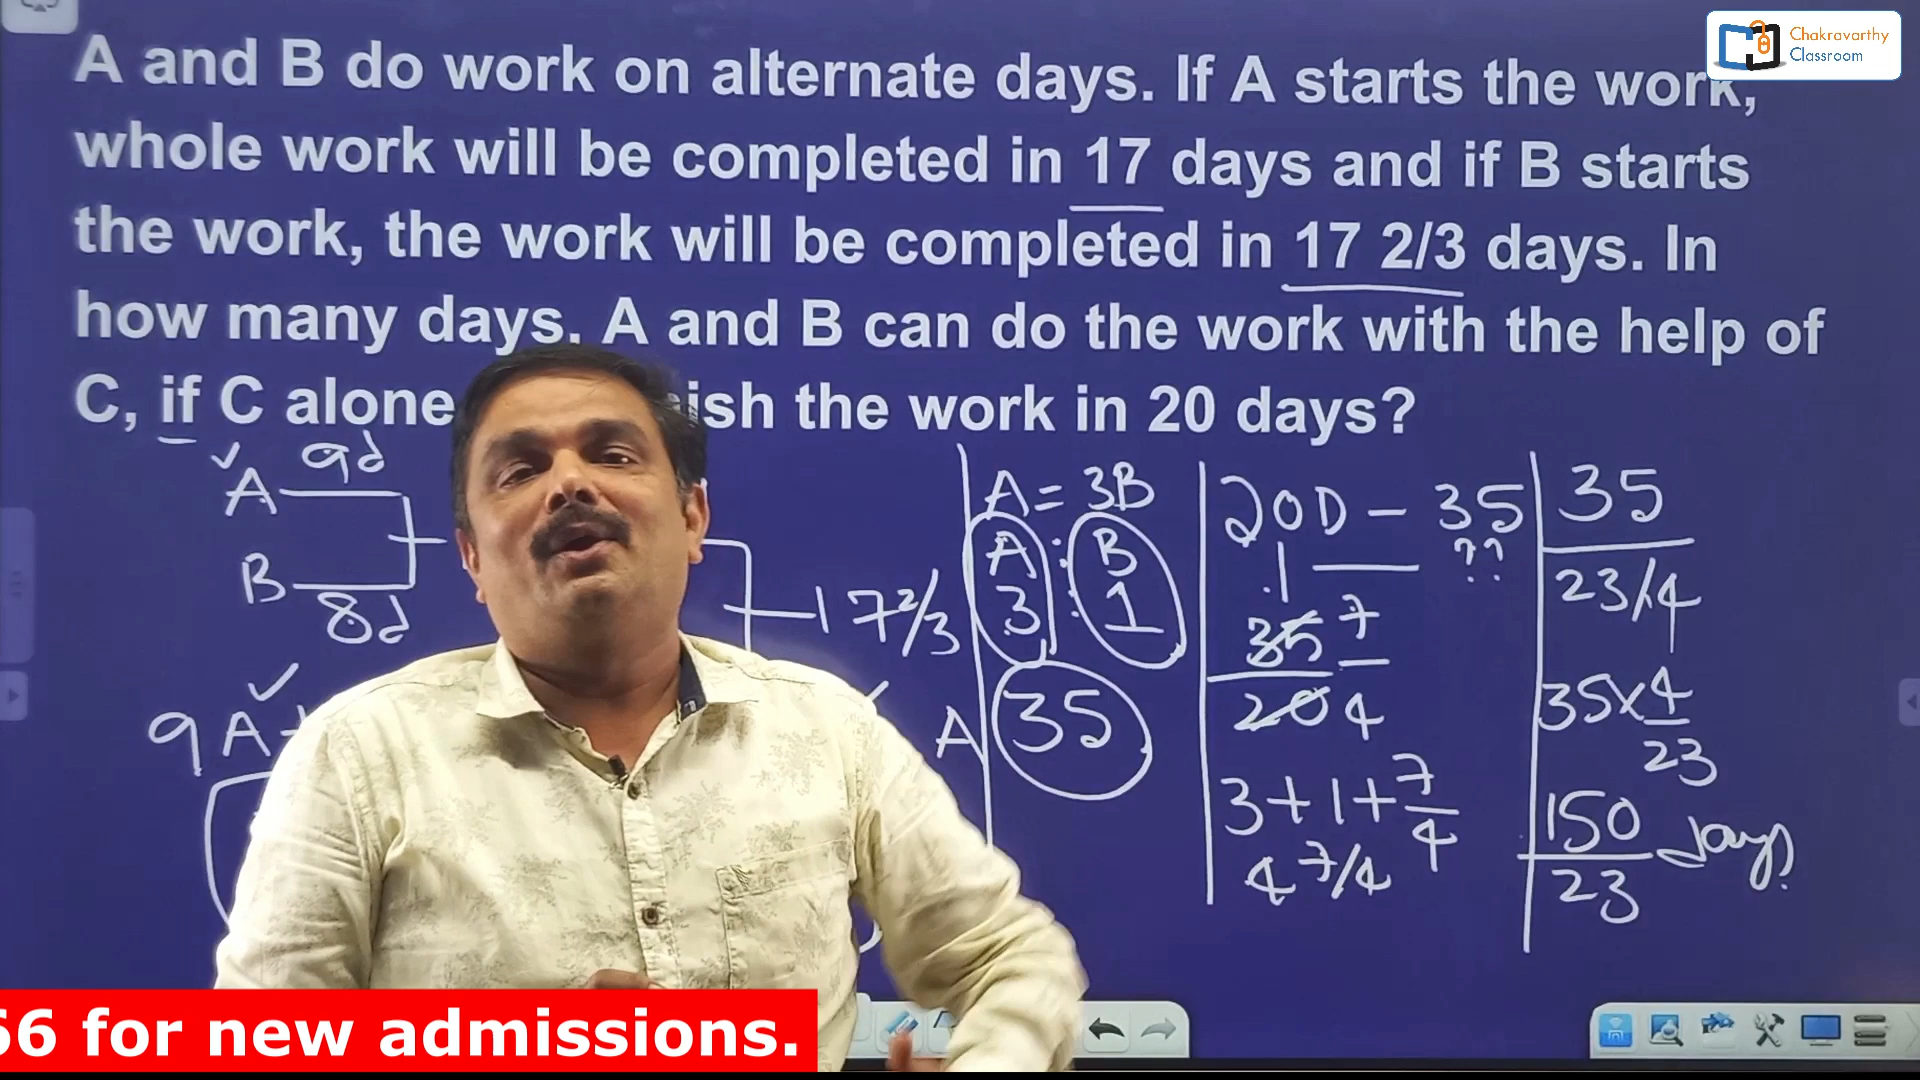 Chakravarthy
Classroom
A and B do work on alternate days. If A starts the work,
whole work will be completed in 17 days and if B starts
the work, the work will be completed in 17 2/3 days. In
how many days. A and B can do the work with the help of
C, if C alone ish the work in 20 days?
A 9d
B 8d
17 2/3
9A
A = 3B
A : B
3 : 1
A 35
20D - 35
1 ??
35 7
20 4
3+1+7/4
4 7/4
35
23/4
35×4/23
150/23 days
66 for new admissions.